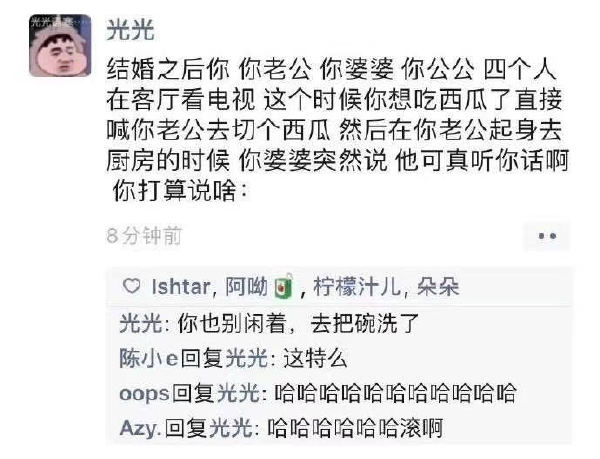 光光
结婚之后你 你老公 你婆婆 你公公 四个人
在客厅看电视 这个时候你想吃西瓜了直接
喊你老公去切个西瓜 然后在你老公起身去
厨房的时候 你婆婆突然说 他可真听你话啊
你打算说啥：
8分钟前
Ishtar, 阿呦, 柠檬汁儿, 朵朵
光光: 你也别闲着，去把碗洗了
陈小e回复光光: 这特么
oops回复光光: 哈哈哈哈哈哈哈哈哈哈哈
Azy.回复光光: 哈哈哈哈哈哈滚啊